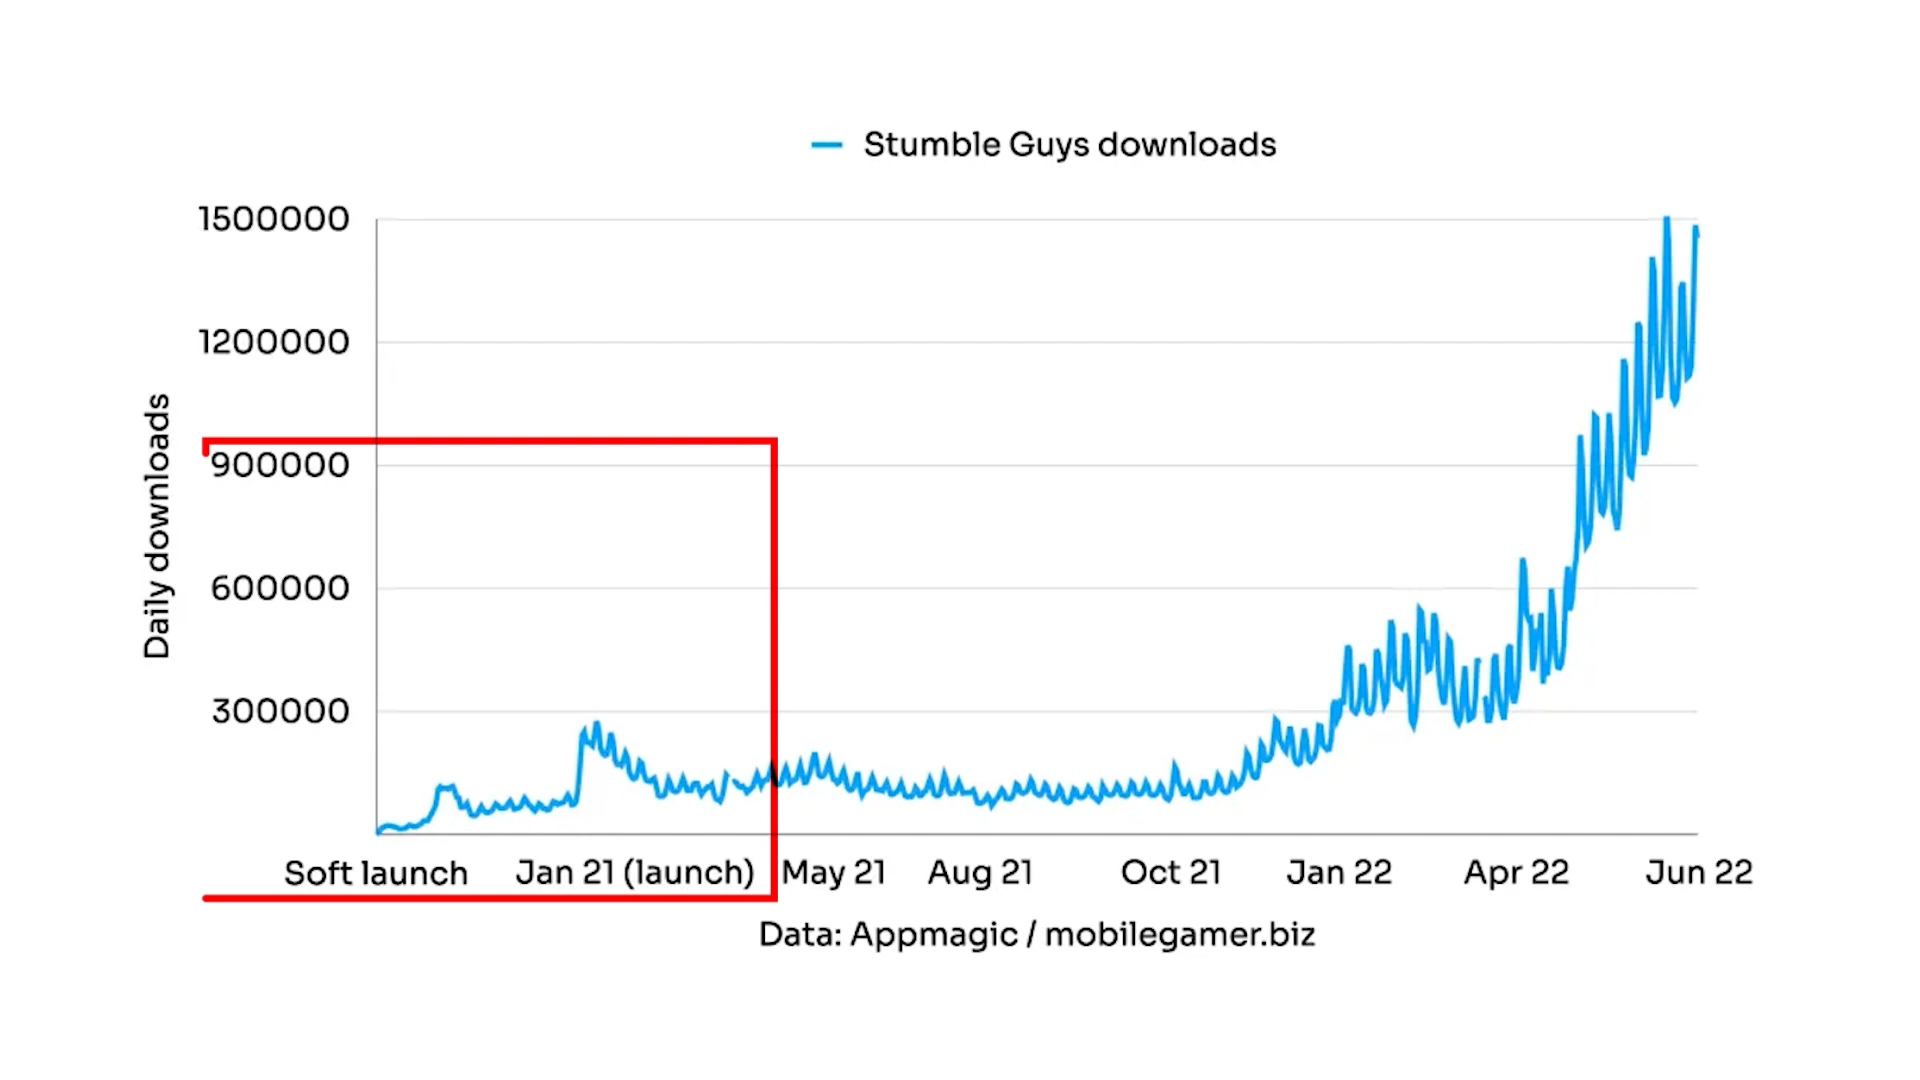 Stumble Guys downloads
1500000
1200000
900000
600000
300000
Daily downloads
Soft launch
Jan 21 (launch)
May 21
Aug 21
Oct 21
Jan 22
Apr 22
Jun 22
Data: Appmagic / mobilegamer.biz